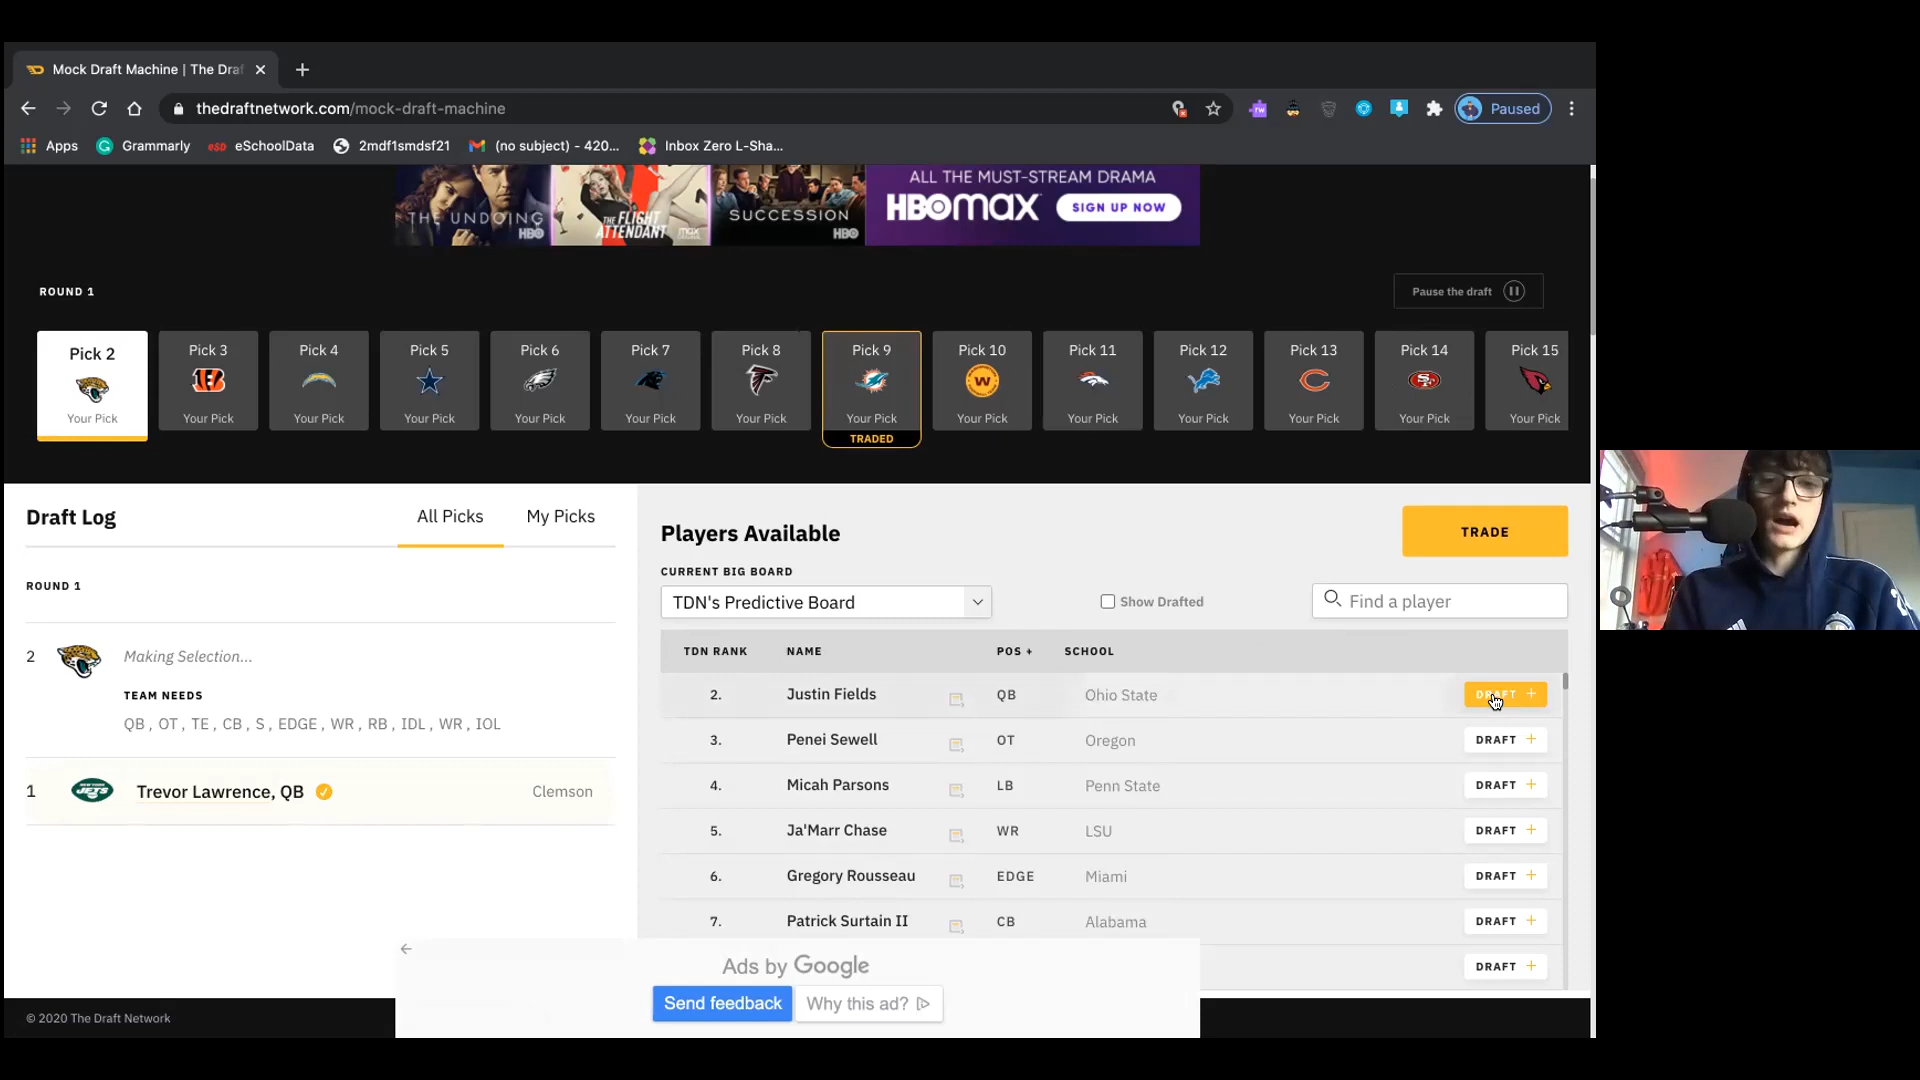 Mock Draft Machine | The Draf
thedraftnetwork.com/mock-draft-machine
Paused
Apps
Grammarly
eSchoolData
2mdf1smdsf21
(no subject) - 420...
Inbox Zero L-Sha...
THE UNDOING
HBO
THE FLIGHT ATTENDANT
max
SUCCESSION
HBO
ALL THE MUST-STREAM DRAMA
HBOMAX
SIGN UP NOW
ROUND 1
Pause the draft
Pick 2
Your Pick
Pick 3
Your Pick
Pick 4
Your Pick
Pick 5
Your Pick
Pick 6
Your Pick
Pick 7
Your Pick
Pick 8
Your Pick
Pick 9
Your Pick
TRADED
Pick 10
W
Your Pick
Pick 11
Your Pick
Pick 12
Your Pick
Pick 13
Your Pick
Pick 14
Your Pick
Pick 15
Your Pick
Draft Log
All Picks
My Picks
ROUND 1
2
Making Selection...
TEAM NEEDS
QB , OT , TE , CB , S , EDGE , WR , RB , IDL , WR , IOL
1 JETS Trevor Lawrence, QB Clemson
Players Available
TRADE
CURRENT BIG BOARD
TDN's Predictive Board
Show Drafted
Find a player
TDN RANK NAME POS + SCHOOL
2. Justin Fields QB Ohio State DRAFT +
3. Penei Sewell OT Oregon DRAFT +
4. Micah Parsons LB Penn State DRAFT +
5. Ja'Marr Chase WR LSU DRAFT +
6. Gregory Rousseau EDGE Miami DRAFT +
7. Patrick Surtain II CB Alabama DRAFT +
DRAFT +
Ads by Google
Send feedback
Why this ad?
© 2020 The Draft Network